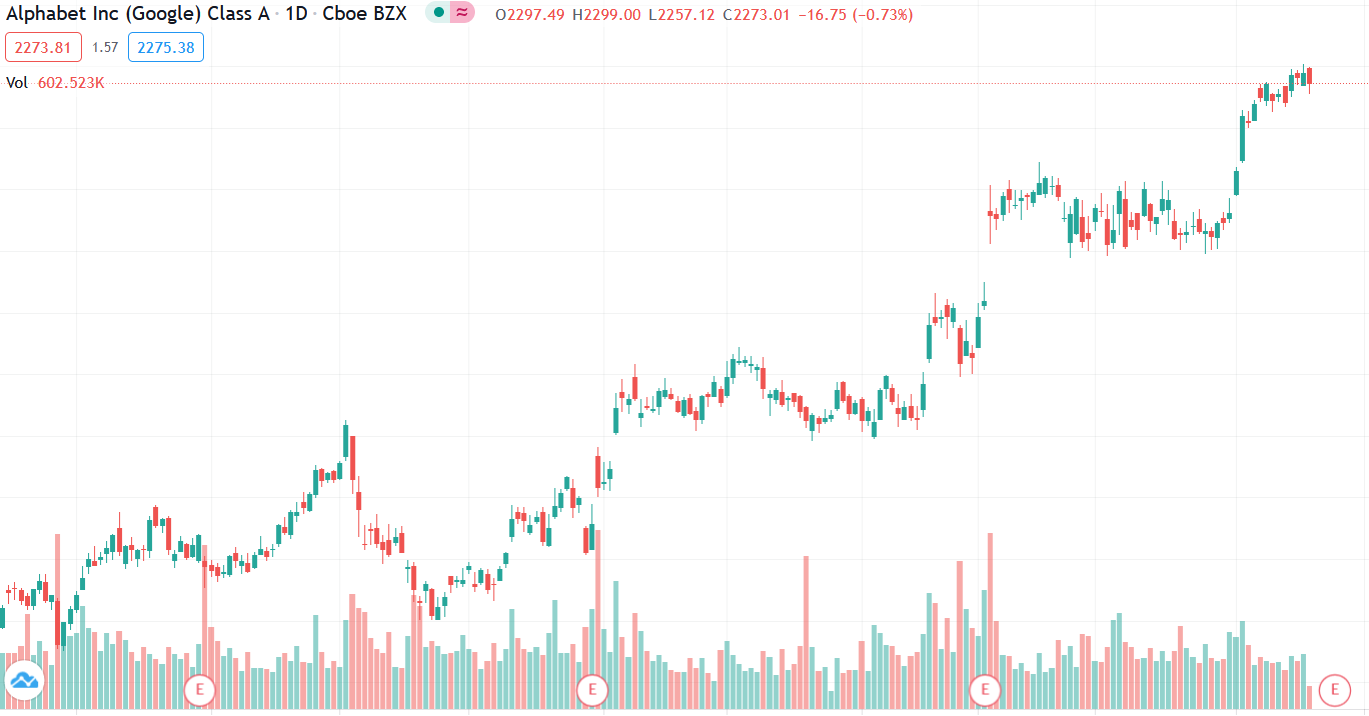 Alphabet Inc (Google) Class A · 1D · Cboe BZX O2297.49 H2299.00 L2257.12 C2273.01 −16.75 (−0.73%)
2273.81 1.57 2275.38
Vol 602.523K
E E E E